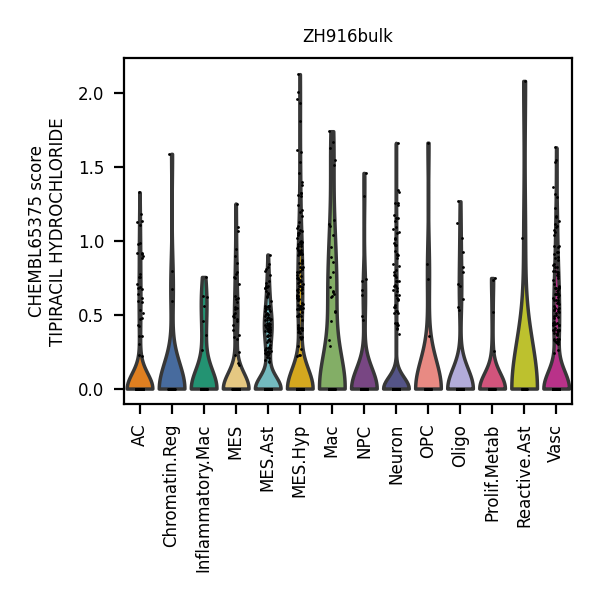 ZH916bulk
CHEMBL65375 score
TIPIRACIL HYDROCHLORIDE
2.0
1.5
1.0
0.5
0.0
AC
Chromatin.Reg
Inflammatory.Mac
MES
MES.Ast
MES.Hyp
Mac
NPC
Neuron
OPC
Oligo
Prolif.Metab
Reactive.Ast
Vasc